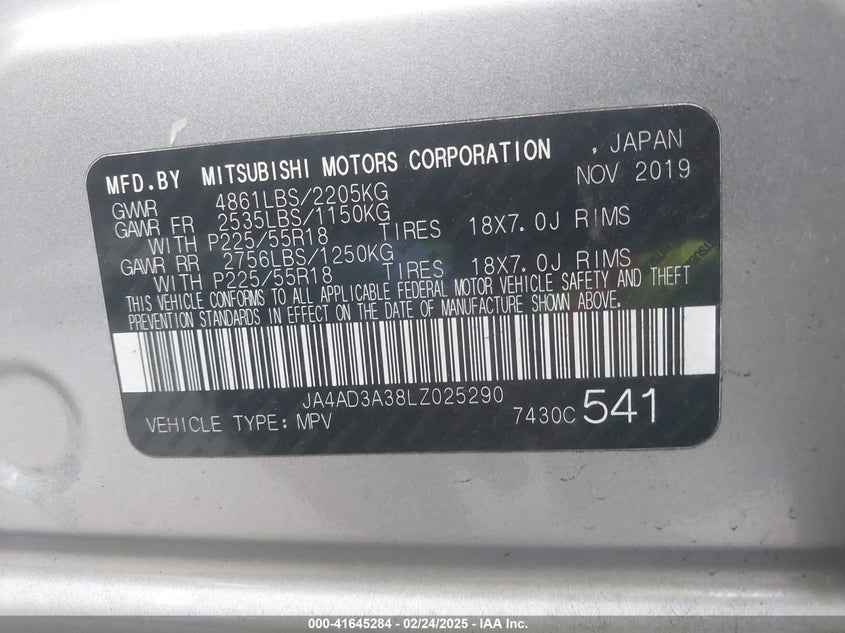 MFD.BY MITSUBISHI MOTORS CORPORATION , JAPAN
NOV 2019
GVWR 4861LBS/2205KG
GAWR FR 2535LBS/1150KG
WITH P225/55R18 TIRES 18X7.0J RIMS
GAWR RR 2756LBS/1250KG
WITH P225/55R18 TIRES 18X7.0J RIMS
THIS VEHICLE CONFORMS TO ALL APPLICABLE FEDERAL MOTOR VEHICLE SAFETY AND THEFT
PREVENTION STANDARDS IN EFFECT ON THE DATE OF MANUFACTURE SHOWN ABOVE.
JA4AD3A38LZ025290
VEHICLE TYPE: MPV 7430C 541
000-41645284 - 02/24/2025 - IAA Inc.